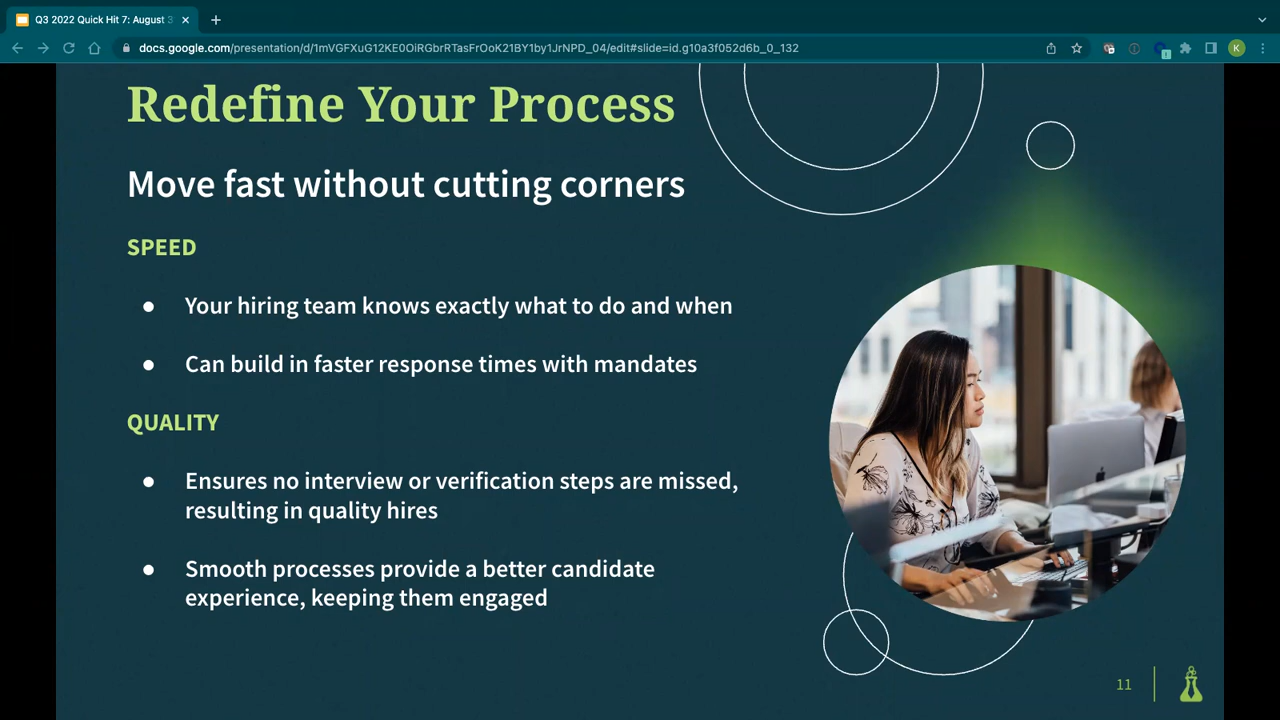 Q3 2022 Quick Hit 7: August 3
docs.google.com/presentation/d/1mVGFXuG12KE0OiRGbrRTasFrOoK21BY1by1JrNPD_04/edit#slide=id.g10a3f052d6b_0_132
K
Redefine Your Process
Move fast without cutting corners
SPEED
● Your hiring team knows exactly what to do and when
● Can build in faster response times with mandates
QUALITY
● Ensures no interview or verification steps are missed,
resulting in quality hires
● Smooth processes provide a better candidate
experience, keeping them engaged
11